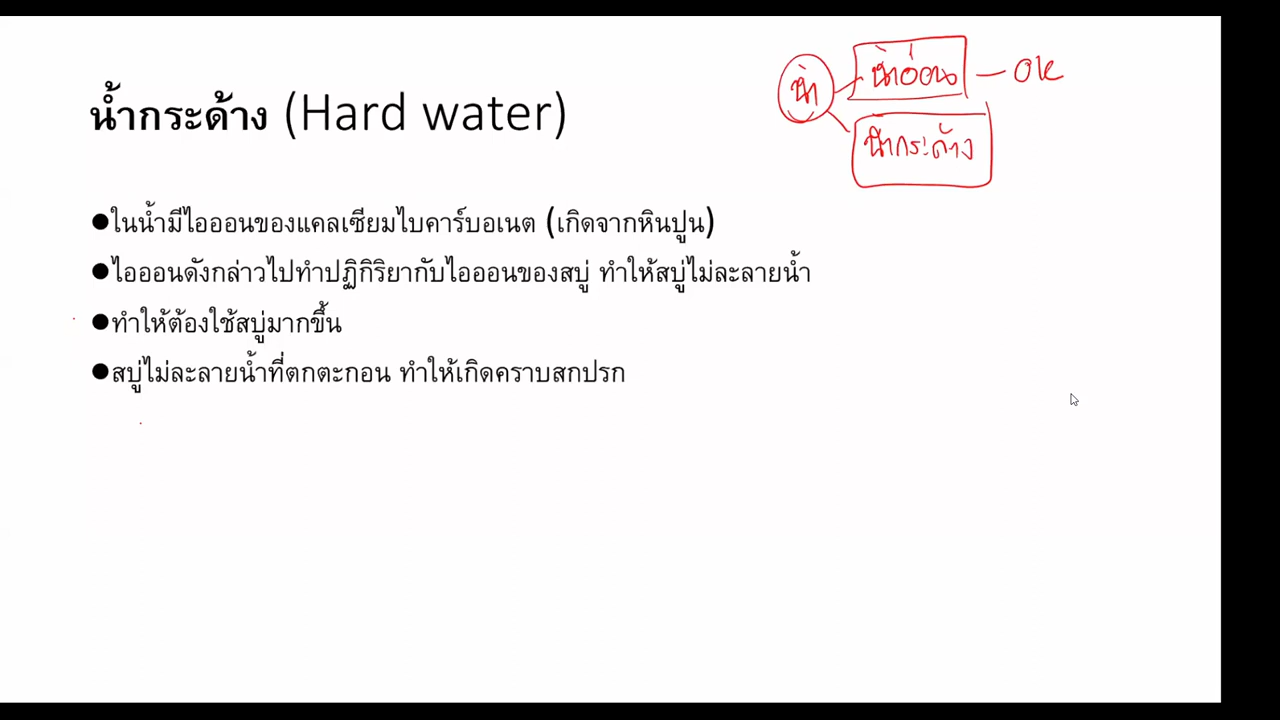 น้ำกระด้าง (Hard water)
น้ำ
น้ำอ่อน — OK
น้ำกระด้าง
●ในน้ำมีไอออนของแคลเซียมไบคาร์บอเนต (เกิดจากหินปูน)
●ไอออนดังกล่าวไปทำปฏิกิริยากับไอออนของสบู่ ทำให้สบู่ไม่ละลายน้ำ
●ทำให้ต้องใช้สบู่มากขึ้น
●สบู่ไม่ละลายน้ำที่ตกตะกอน ทำให้เกิดคราบสกปรก